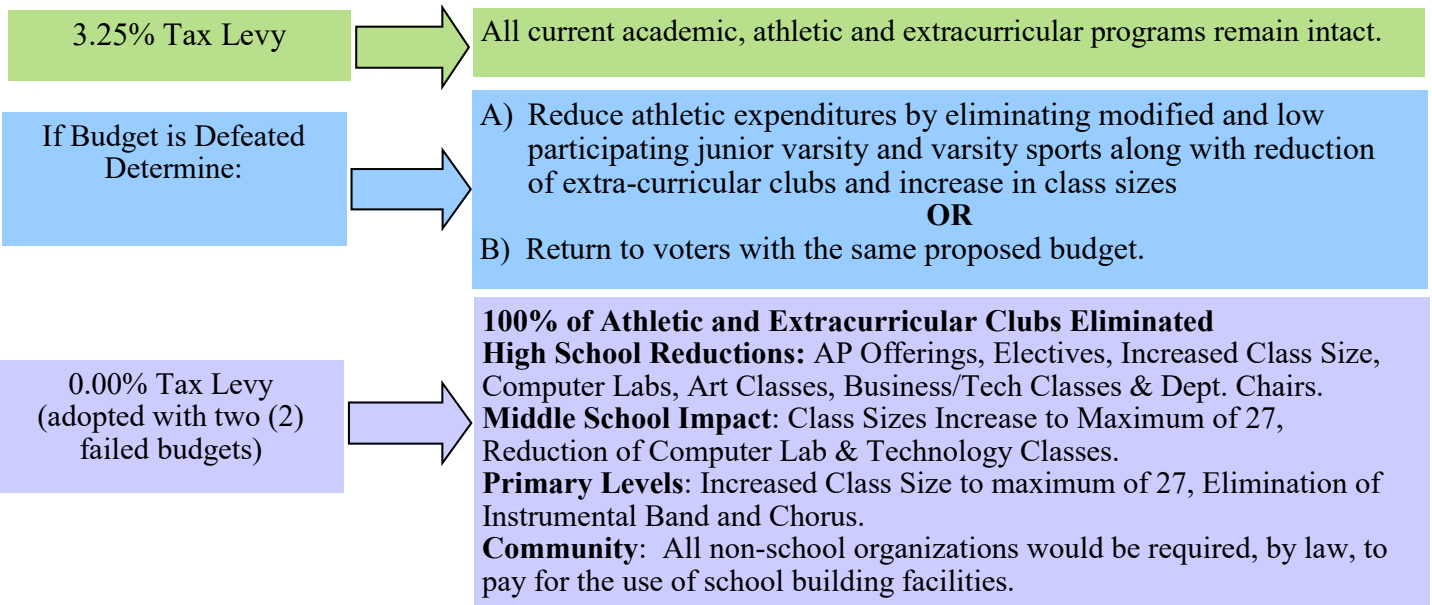 3.25% Tax Levy
All current academic, athletic and extracurricular programs remain intact.
If Budget is Defeated
Determine:
A) Reduce athletic expenditures by eliminating modified and low
participating junior varsity and varsity sports along with reduction
of extra-curricular clubs and increase in class sizes
OR
B) Return to voters with the same proposed budget.
0.00% Tax Levy
(adopted with two (2)
failed budgets)
100% of Athletic and Extracurricular Clubs Eliminated
High School Reductions: AP Offerings, Electives, Increased Class Size,
Computer Labs, Art Classes, Business/Tech Classes & Dept. Chairs.
Middle School Impact: Class Sizes Increase to Maximum of 27,
Reduction of Computer Lab & Technology Classes.
Primary Levels: Increased Class Size to maximum of 27, Elimination of
Instrumental Band and Chorus.
Community: All non-school organizations would be required, by law, to
pay for the use of school building facilities.